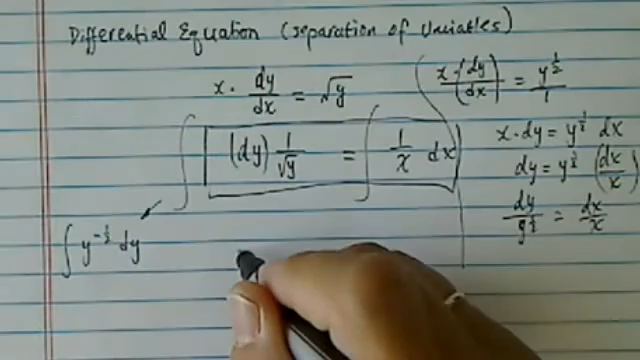 Differential Equation (separation of Variables)
x · dy/dx = √y
x · dy/(dx) = y^(1/2)/1
∫ (dy) 1/√y = ∫ 1/x dx
x · dy = y^(1/2) dx
dy = y^(1/2) (dx/x)
dy/y^(1/2) = dx/x
∫ y^(-1/2) dy